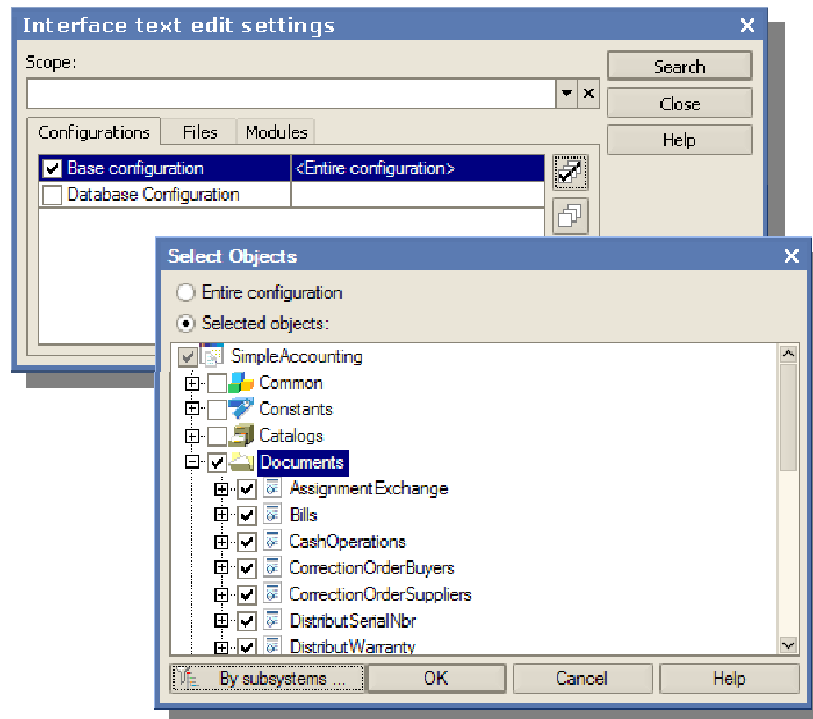 Interface text edit settings
Scope:
Search
Close
Help
Configurations Files Modules
Base configuration <Entire configuration>
Database Configuration
Select Objects
Entire configuration
Selected objects:
SimpleAccounting
Common
Constants
Catalogs
Documents
AssignmentExchange
Bills
CashOperations
CorrectionOrderBuyers
CorrectionOrderSuppliers
DistributSerialNbr
DistributWarranty
By subsystems ... OK Cancel Help